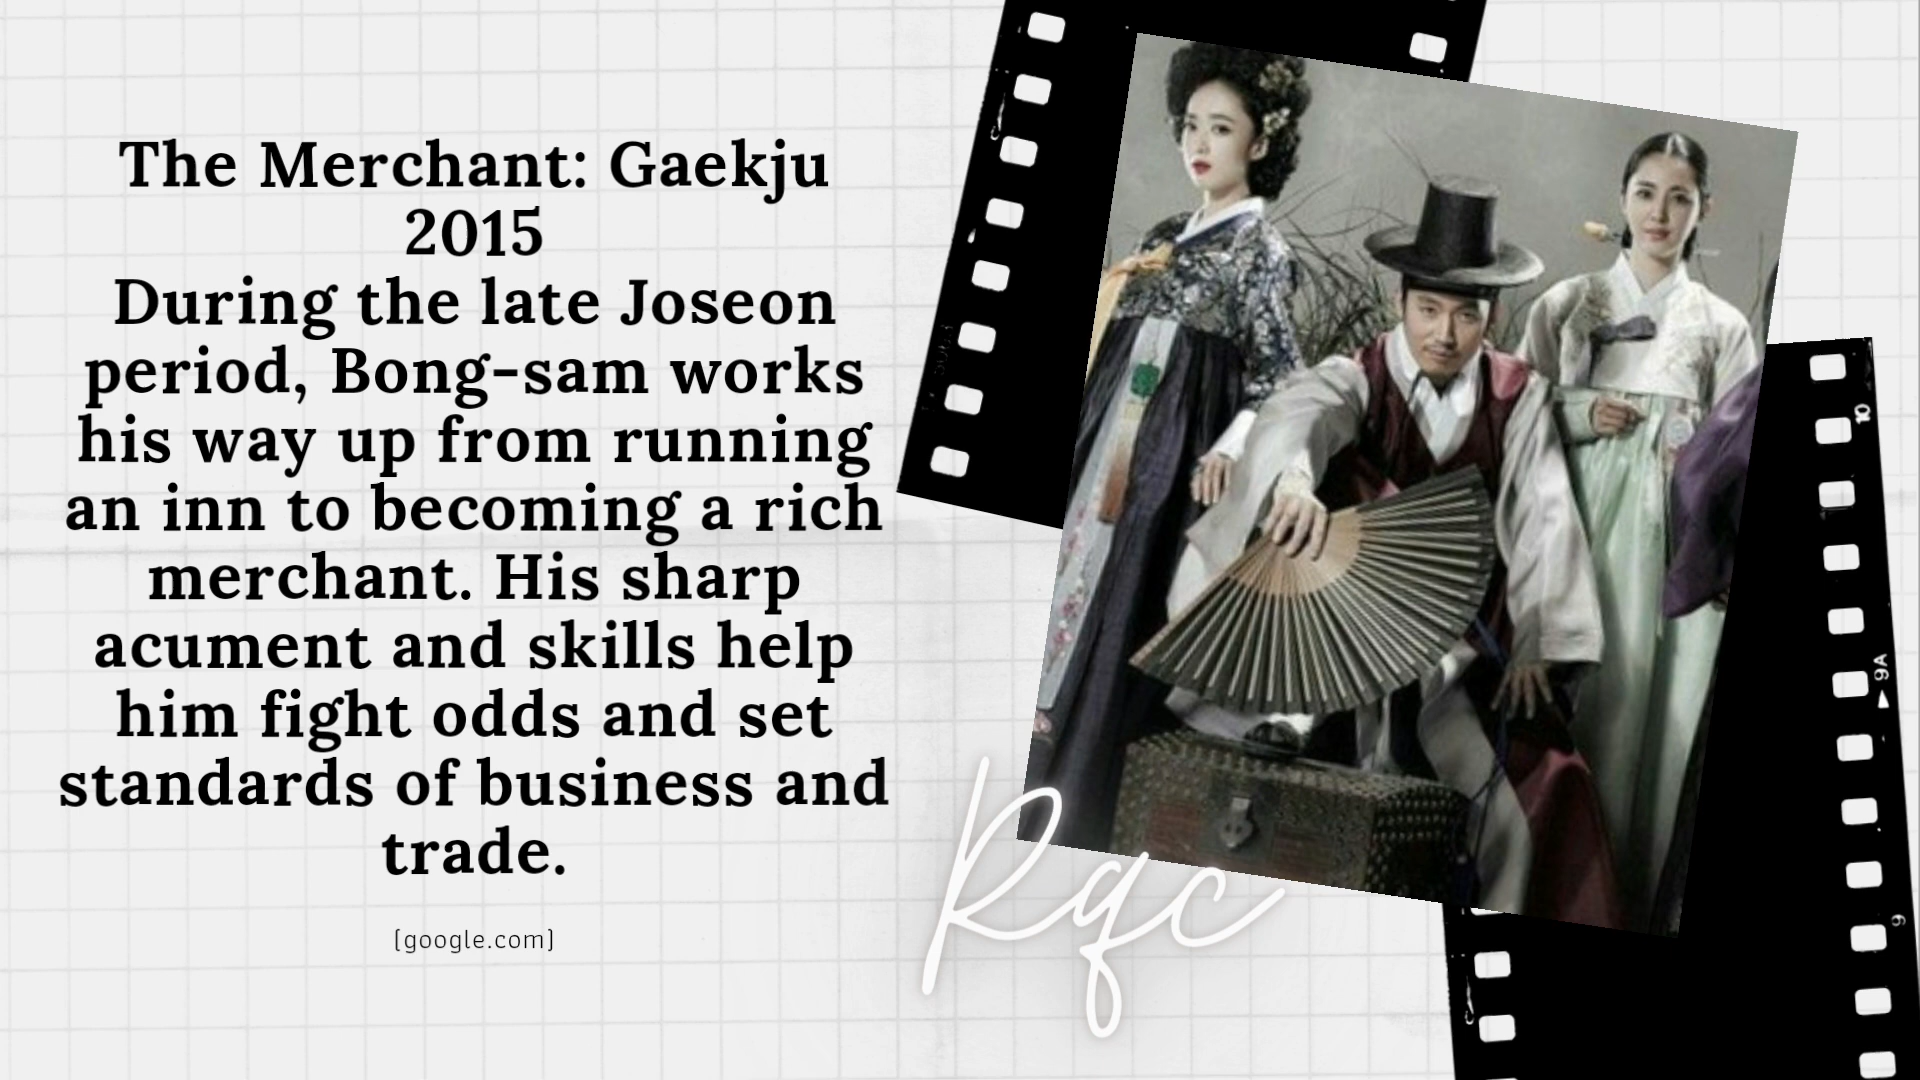 The Merchant: Gaekju
2015
During the late Joseon
period, Bong-sam works
his way up from running
an inn to becoming a rich
merchant. His sharp
acument and skills help
him fight odds and set
standards of business and
trade.
[google.com]
Rqc
9A
9